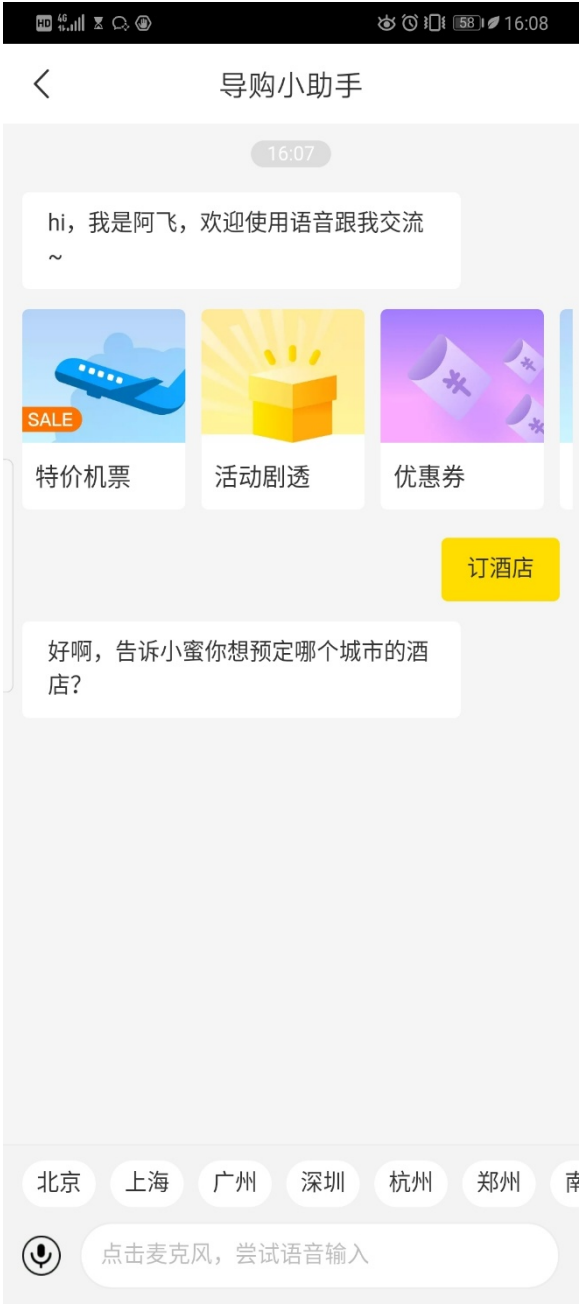 HD 4G 58 16:08
导购小助手
16:07
hi，我是阿飞，欢迎使用语音跟我交流
~
SALE
特价机票 活动剧透 优惠券
订酒店
好啊，告诉小蜜你想预定哪个城市的酒
店？
北京 上海 广州 深圳 杭州 郑州
点击麦克风，尝试语音输入